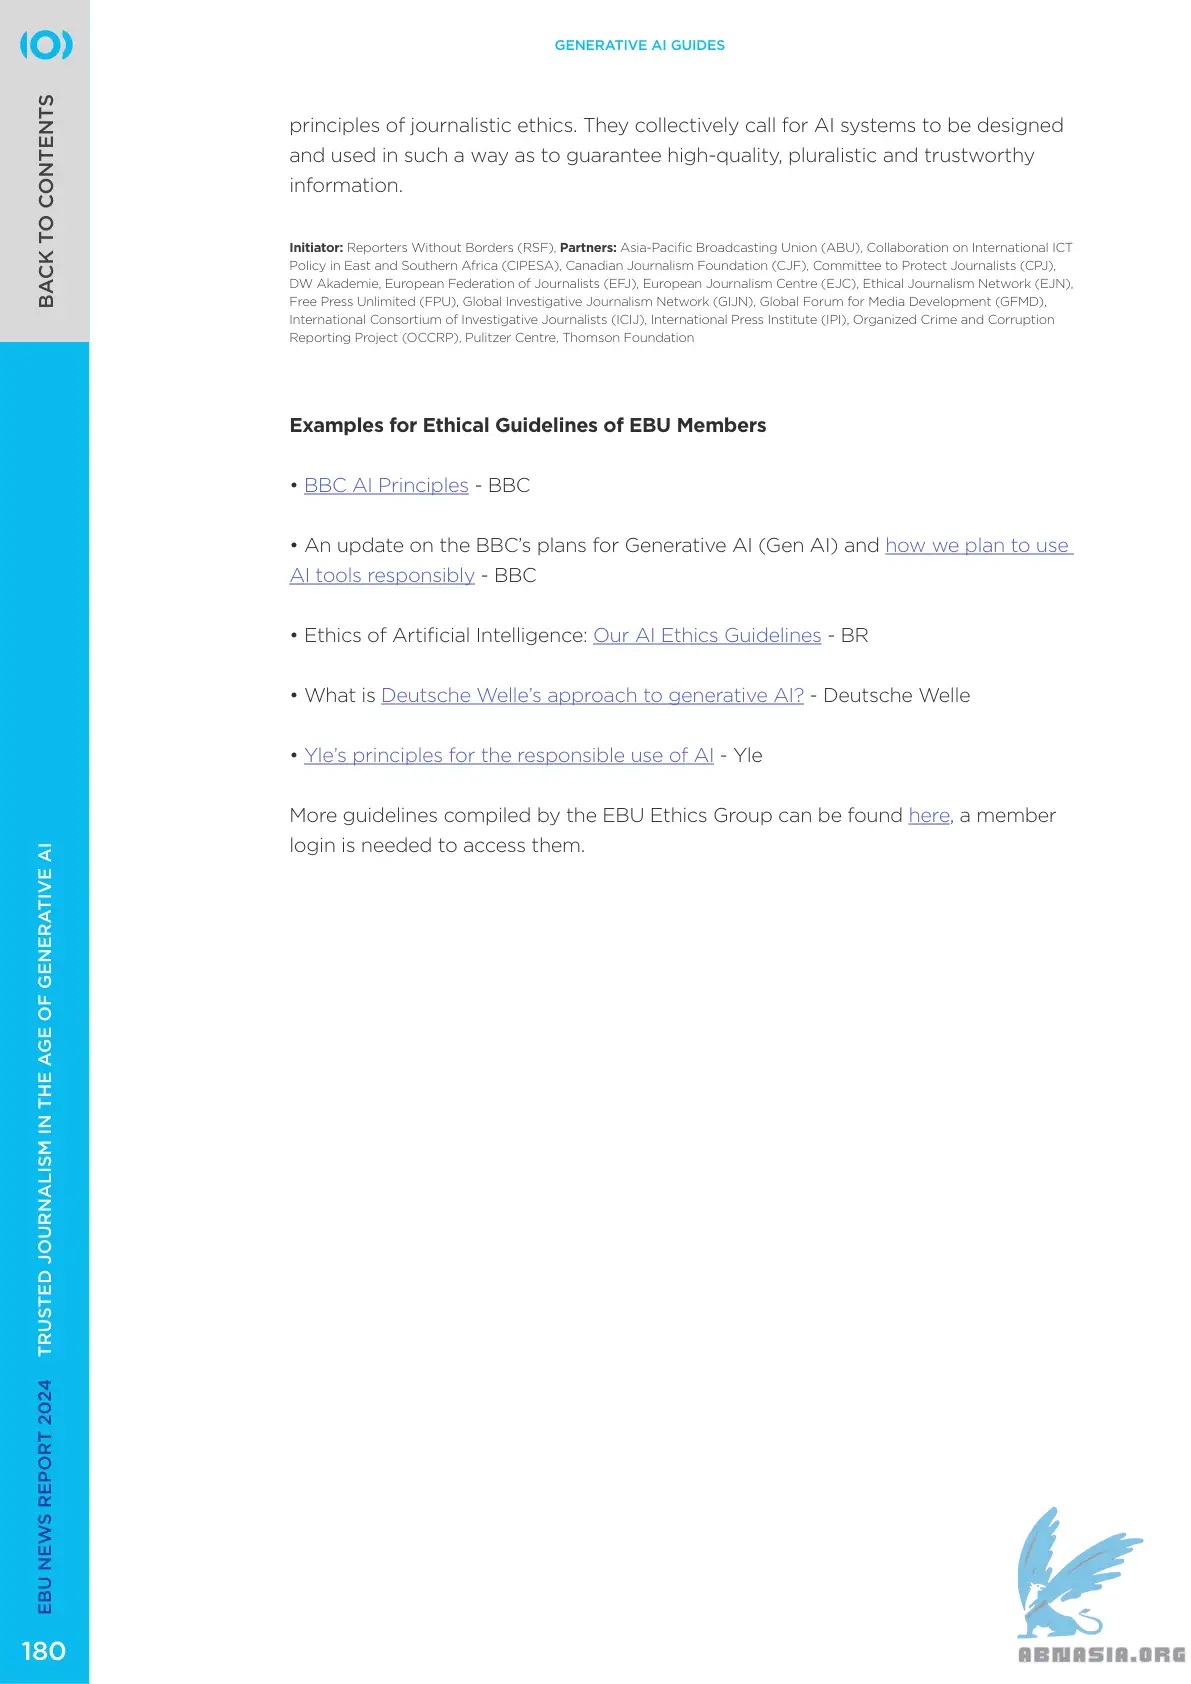 GENERATIVE AI GUIDES
BACK TO CONTENTS
principles of journalistic ethics. They collectively call for AI systems to be designed
and used in such a way as to guarantee high-quality, pluralistic and trustworthy
information.
Initiator: Reporters Without Borders (RSF), Partners: Asia-Pacific Broadcasting Union (ABU), Collaboration on International ICT
Policy in East and Southern Africa (CIPESA), Canadian Journalism Foundation (CJF), Committee to Protect Journalists (CPJ),
DW Akademie, European Federation of Journalists (EFJ), European Journalism Centre (EJC), Ethical Journalism Network (EJN),
Free Press Unlimited (FPU), Global Investigative Journalism Network (GIJN), Global Forum for Media Development (GFMD),
International Consortium of Investigative Journalists (ICIJ), International Press Institute (IPI), Organized Crime and Corruption
Reporting Project (OCCRP), Pulitzer Centre, Thomson Foundation
Examples for Ethical Guidelines of EBU Members
• BBC AI Principles - BBC
• An update on the BBC’s plans for Generative AI (Gen AI) and how we plan to use
AI tools responsibly - BBC
• Ethics of Artificial Intelligence: Our AI Ethics Guidelines - BR
• What is Deutsche Welle’s approach to generative AI? - Deutsche Welle
• Yle’s principles for the responsible use of AI - Yle
More guidelines compiled by the EBU Ethics Group can be found here, a member
login is needed to access them.
EBU NEWS REPORT 2024 TRUSTED JOURNALISM IN THE AGE OF GENERATIVE AI
180
ABNASIA.ORG